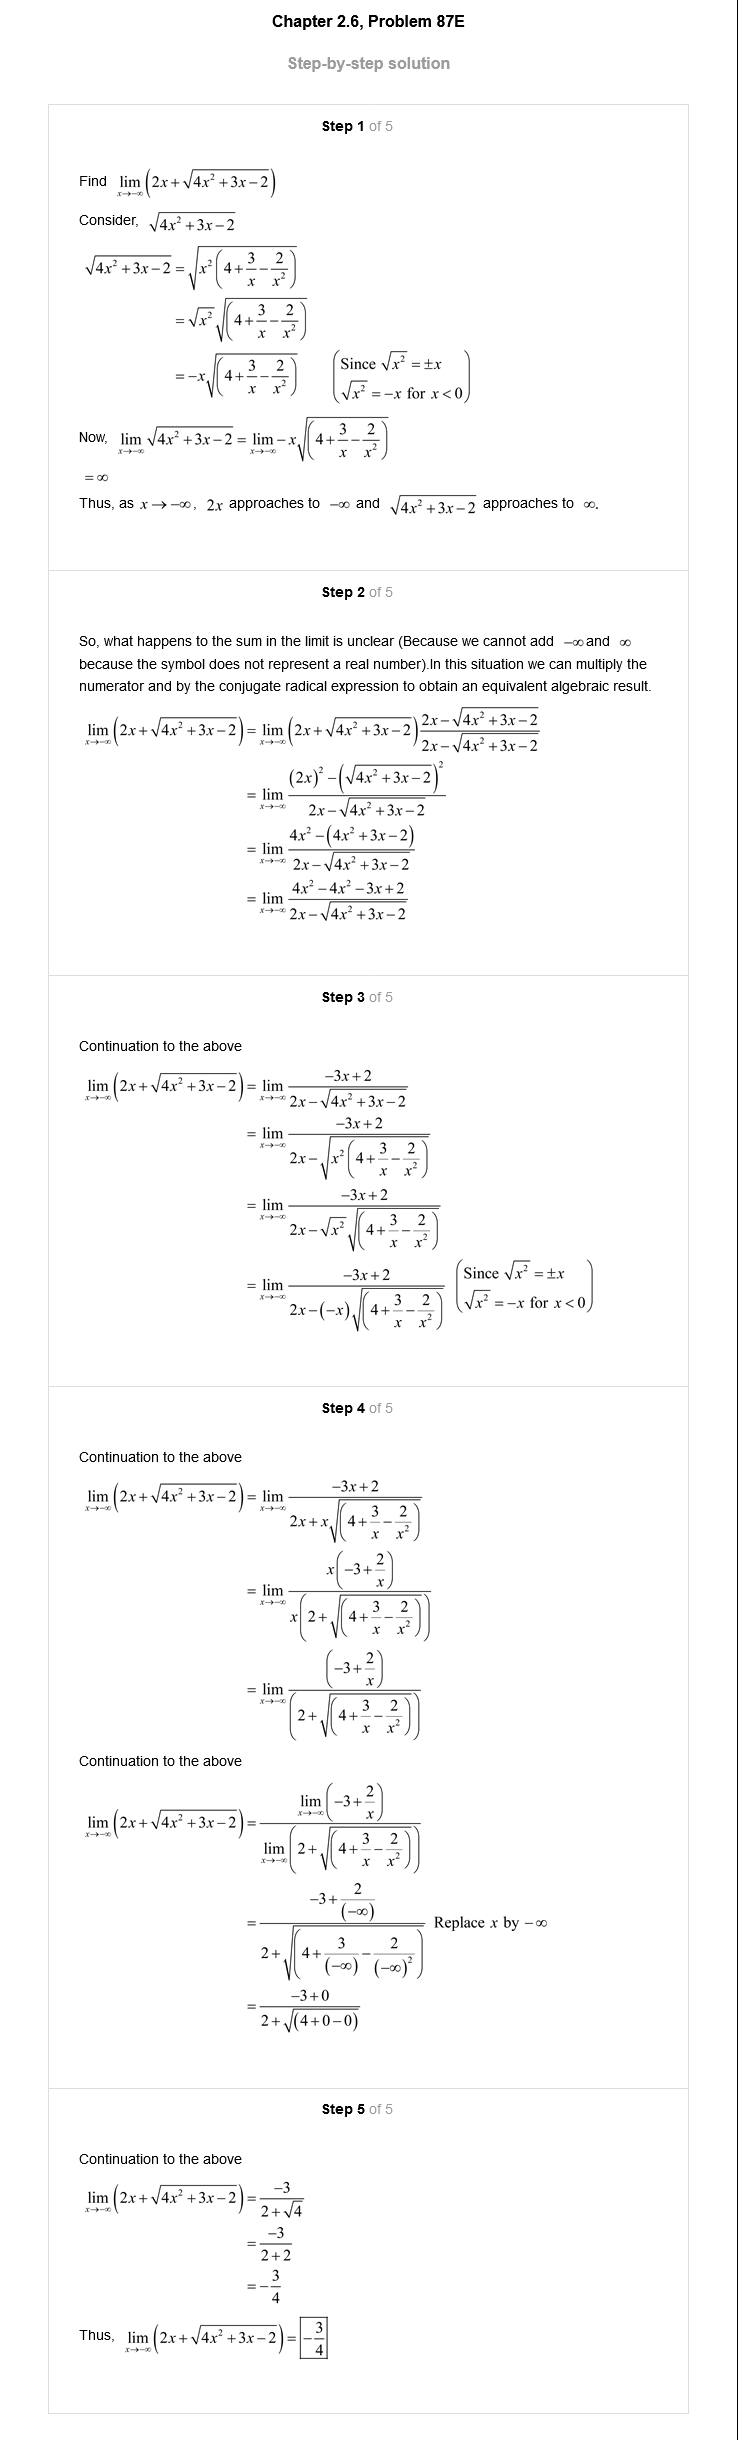 Chapter 2.6, Problem 87E
Step-by-step solution
Step 1 of 5
Find $\lim_{x \to -\infty} \left(2x + \sqrt{4x^2 + 3x - 2}\right)$
Consider, $\sqrt{4x^2 + 3x - 2}$
$\sqrt{4x^2 + 3x - 2} = \sqrt{x^2 \left(4 + \frac{3}{x} - \frac{2}{x^2}\right)}$
$= \sqrt{x^2} \sqrt{\left(4 + \frac{3}{x} - \frac{2}{x^2}\right)}$
$= -x \sqrt{\left(4 + \frac{3}{x} - \frac{2}{x^2}\right)} \quad \begin{pmatrix} \text{Since } \sqrt{x^2} = \pm x \\ \sqrt{x^2} = -x \text{ for } x < 0 \end{pmatrix}$
Now, $\lim_{x \to -\infty} \sqrt{4x^2 + 3x - 2} = \lim_{x \to -\infty} -x \sqrt{\left(4 + \frac{3}{x} - \frac{2}{x^2}\right)}$
$= \infty$
Thus, as $x \to -\infty$, $2x$ approaches to $-\infty$ and $\sqrt{4x^2 + 3x - 2}$ approaches to $\infty$.
Step 2 of 5
So, what happens to the sum in the limit is unclear (Because we cannot add $-\infty$ and $\infty$
because the symbol does not represent a real number).In this situation we can multiply the
numerator and by the conjugate radical expression to obtain an equivalent algebraic result.
$\lim_{x \to -\infty} \left(2x + \sqrt{4x^2 + 3x - 2}\right) = \lim_{x \to -\infty} \left(2x + \sqrt{4x^2 + 3x - 2}\right) \frac{2x - \sqrt{4x^2 + 3x - 2}}{2x - \sqrt{4x^2 + 3x - 2}}$
$= \lim_{x \to -\infty} \frac{(2x)^2 - \left(\sqrt{4x^2 + 3x - 2}\right)^2}{2x - \sqrt{4x^2 + 3x - 2}}$
$= \lim_{x \to -\infty} \frac{4x^2 - \left(4x^2 + 3x - 2\right)}{2x - \sqrt{4x^2 + 3x - 2}}$
$= \lim_{x \to -\infty} \frac{4x^2 - 4x^2 - 3x + 2}{2x - \sqrt{4x^2 + 3x - 2}}$
Step 3 of 5
Continuation to the above
$\lim_{x \to -\infty} \left(2x + \sqrt{4x^2 + 3x - 2}\right) = \lim_{x \to -\infty} \frac{-3x + 2}{2x - \sqrt{4x^2 + 3x - 2}}$
$= \lim_{x \to -\infty} \frac{-3x + 2}{2x - \sqrt{x^2 \left(4 + \frac{3}{x} - \frac{2}{x^2}\right)}}$
$= \lim_{x \to -\infty} \frac{-3x + 2}{2x - \sqrt{x^2} \sqrt{\left(4 + \frac{3}{x} - \frac{2}{x^2}\right)}}$
$= \lim_{x \to -\infty} \frac{-3x + 2}{2x - (-x) \sqrt{\left(4 + \frac{3}{x} - \frac{2}{x^2}\right)}} \begin{pmatrix} \text{Since } \sqrt{x^2} = \pm x \\ \sqrt{x^2} = -x \text{ for } x < 0 \end{pmatrix}$
Step 4 of 5
Continuation to the above
$\lim_{x \to -\infty} \left(2x + \sqrt{4x^2 + 3x - 2}\right) = \lim_{x \to -\infty} \frac{-3x + 2}{2x + x \sqrt{\left(4 + \frac{3}{x} - \frac{2}{x^2}\right)}}$
$= \lim_{x \to -\infty} \frac{x \left(-3 + \frac{2}{x}\right)}{x \left(2 + \sqrt{\left(4 + \frac{3}{x} - \frac{2}{x^2}\right)}\right)}$
$= \lim_{x \to -\infty} \frac{\left(-3 + \frac{2}{x}\right)}{\left(2 + \sqrt{\left(4 + \frac{3}{x} - \frac{2}{x^2}\right)}\right)}$
Continuation to the above
$\lim_{x \to -\infty} \left(2x + \sqrt{4x^2 + 3x - 2}\right) = \frac{\lim_{x \to -\infty} \left(-3 + \frac{2}{x}\right)}{\lim_{x \to -\infty} \left(2 + \sqrt{\left(4 + \frac{3}{x} - \frac{2}{x^2}\right)}\right)}$
$= \frac{-3 + \frac{2}{(-\infty)}}{2 + \sqrt{\left(4 + \frac{3}{(-\infty)} - \frac{2}{(-\infty)^2}\right)}}$ Replace $x$ by $-\infty$
$= \frac{-3 + 0}{2 + \sqrt{(4 + 0 - 0)}}$
Step 5 of 5
Continuation to the above
$\lim_{x \to -\infty} \left(2x + \sqrt{4x^2 + 3x - 2}\right) = \frac{-3}{2 + \sqrt{4}}$
$= \frac{-3}{2 + 2}$
$= -\frac{3}{4}$
Thus, $\lim_{x \to -\infty} \left(2x + \sqrt{4x^2 + 3x - 2}\right) = \boxed{-\frac{3}{4}}$